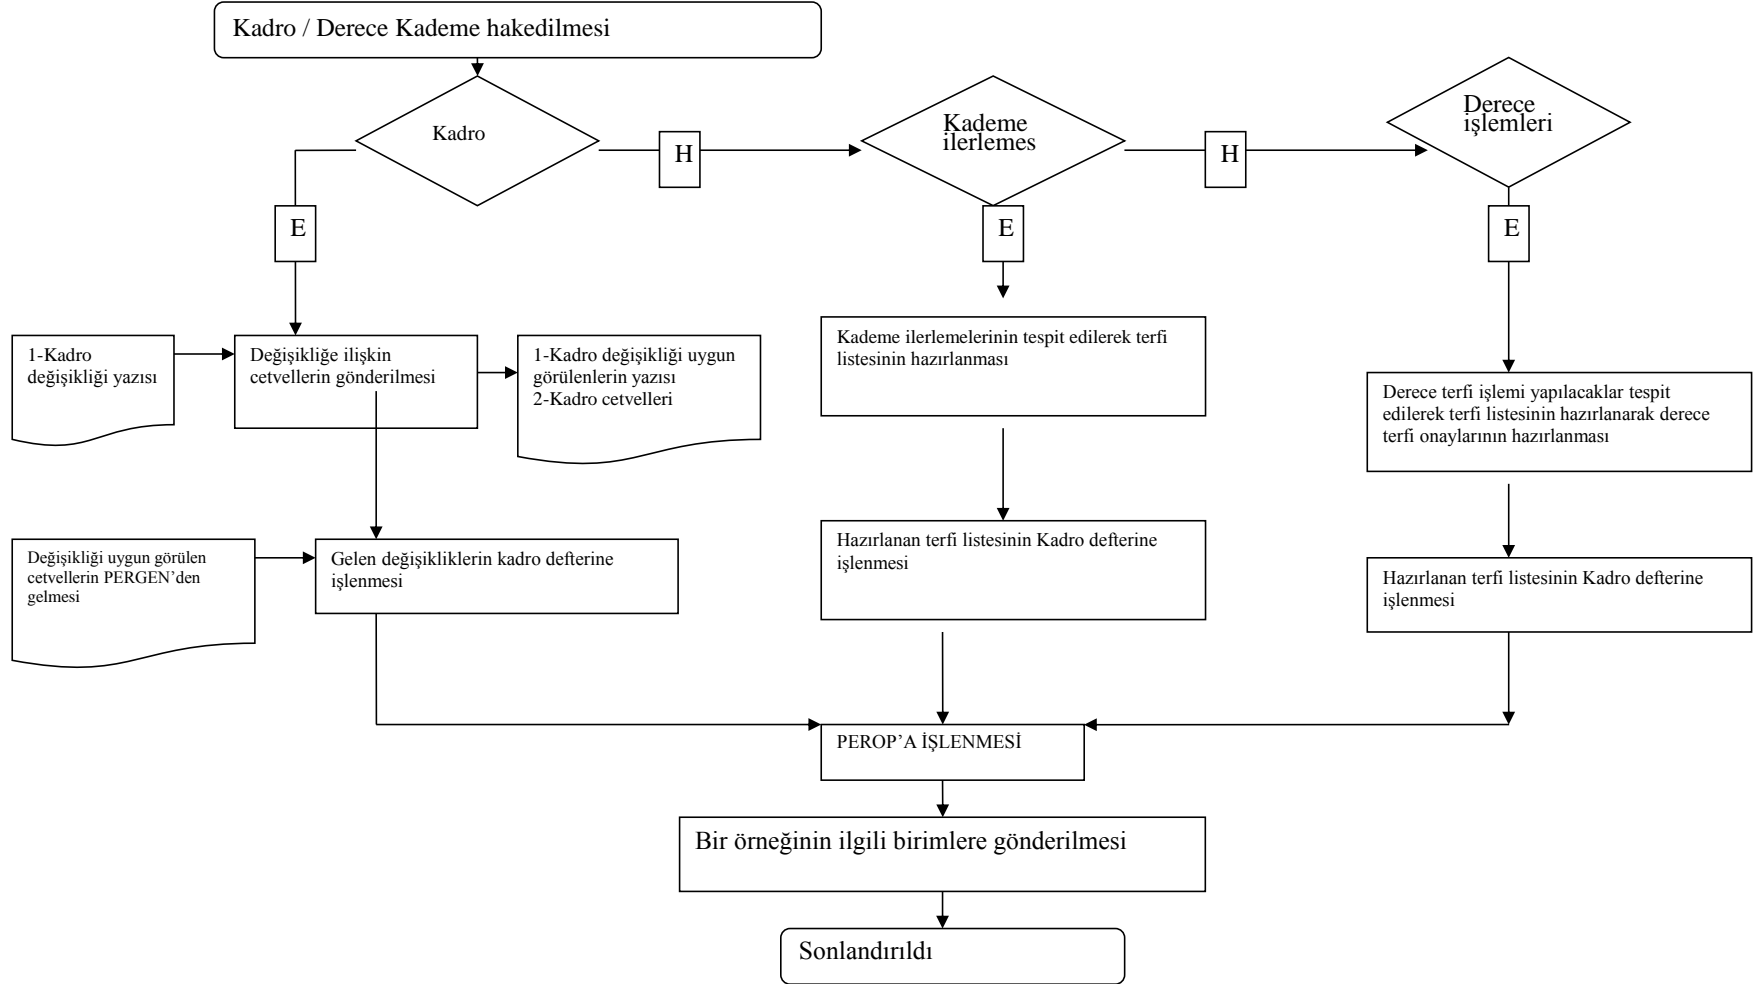 Kadro / Derece Kademe hakedilmesi
Kadro
H
Kademe
ilerlemes
H
Derece
işlemleri
E
E
E
1-Kadro
değişikliği yazısı
Değişikliğe ilişkin
cetvellerin gönderilmesi
1-Kadro değişikliği uygun
görülenlerin yazısı
2-Kadro cetvelleri
Kademe ilerlemelerinin tespit edilerek terfi
listesinin hazırlanması
Derece terfi işlemi yapılacaklar tespit
edilerek terfi listesinin hazırlanarak derece
terfi onaylarının hazırlanması
Değişikliği uygun görülen
cetvellerin PERGEN’den
gelmesi
Gelen değişikliklerin kadro defterine
işlenmesi
Hazırlanan terfi listesinin Kadro defterine
işlenmesi
Hazırlanan terfi listesinin Kadro defterine
işlenmesi
PEROP’A İŞLENMESİ
Bir örneğinin ilgili birimlere gönderilmesi
Sonlandırıldı